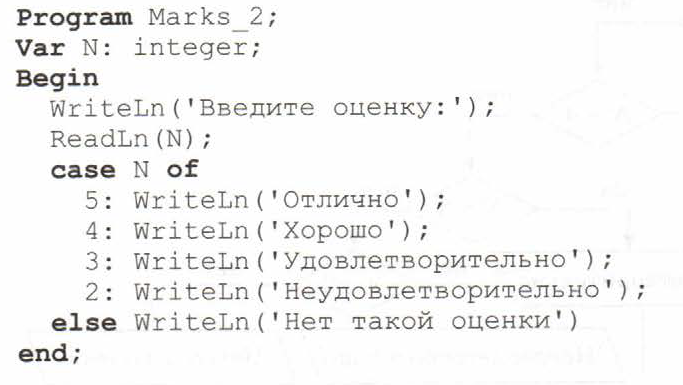 Program Marks_2;
Var N: integer;
Begin
WriteLn('Введите оценку:');
ReadLn(N);
case N of
5: WriteLn('Отлично');
4: WriteLn('Хорошо');
3: WriteLn('Удовлетворительно');
2: WriteLn('Неудовлетворительно');
else WriteLn('Нет такой оценки')
end;